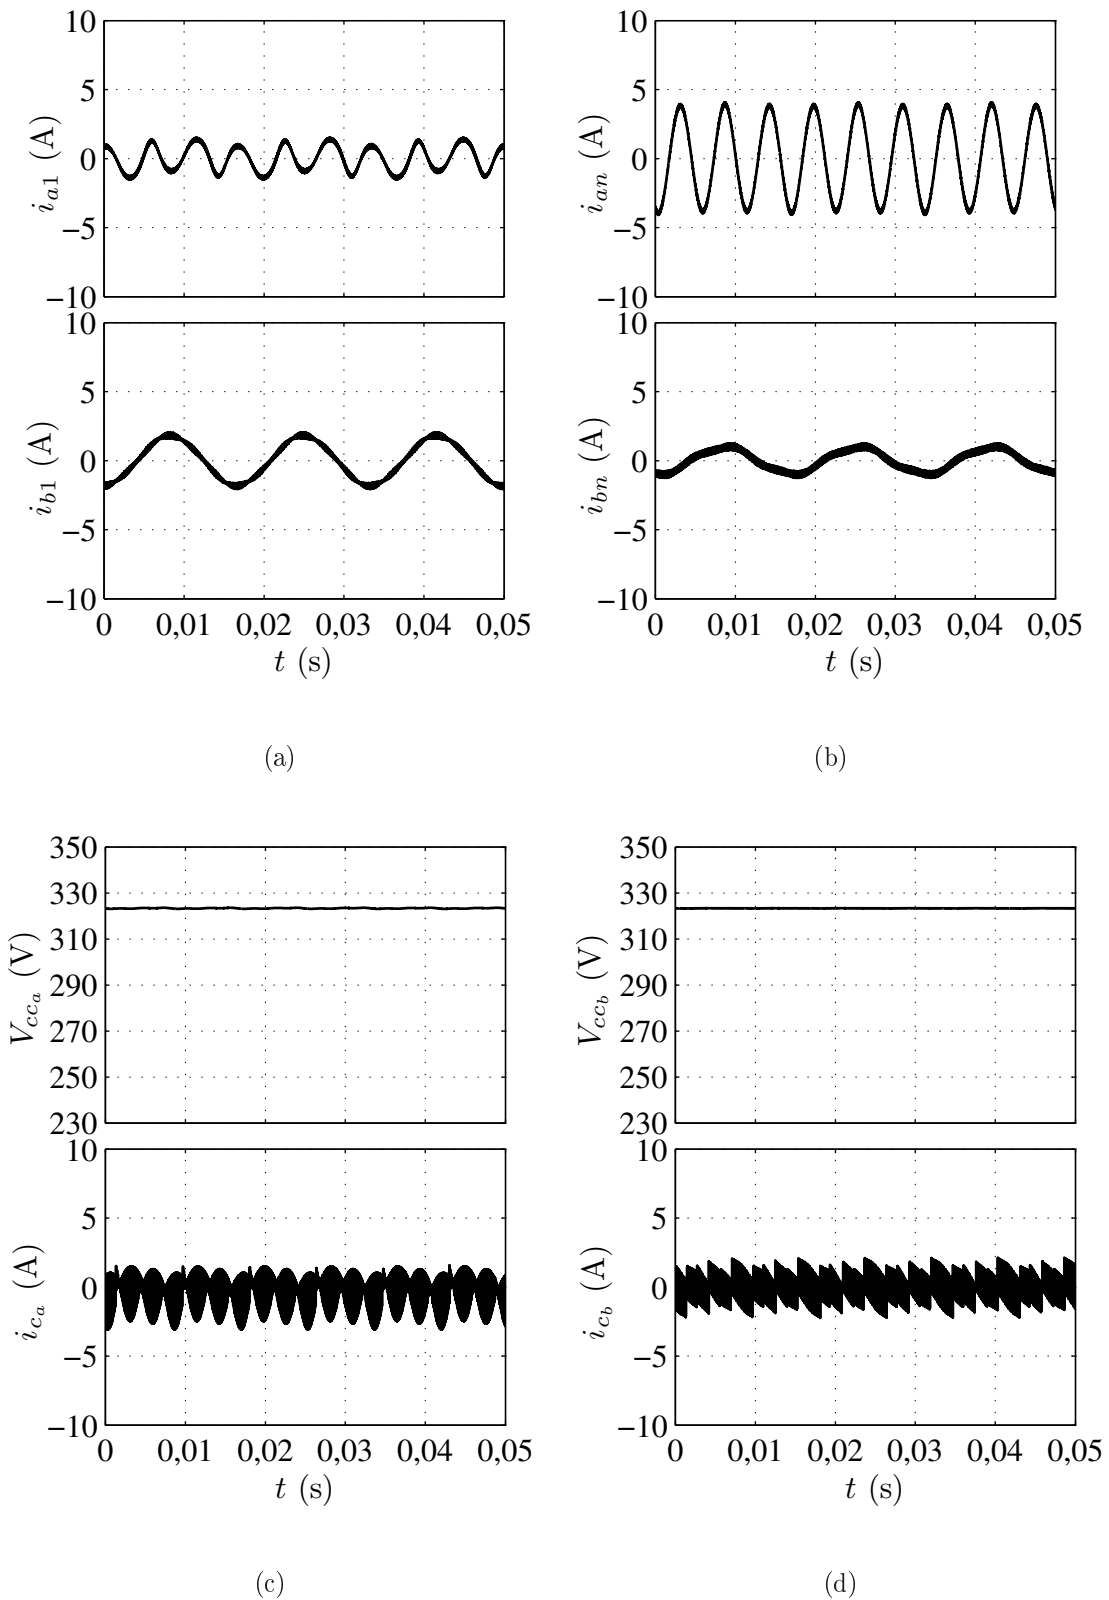 10
5
0
−5
−10
i_{a1} (A)
10
5
0
−5
−10
i_{b1} (A)
0 0,01 0,02 0,03 0,04 0,05
t (s)
(a)
10
5
0
−5
−10
i_{an} (A)
10
5
0
−5
−10
i_{bn} (A)
0 0,01 0,02 0,03 0,04 0,05
t (s)
(b)
350
330
310
290
270
250
230
V_{cc_a} (V)
10
5
0
−5
−10
i_{c_a} (A)
0 0,01 0,02 0,03 0,04 0,05
t (s)
(c)
350
330
310
290
270
250
230
V_{cc_b} (V)
10
5
0
−5
−10
i_{c_b} (A)
0 0,01 0,02 0,03 0,04 0,05
t (s)
(d)